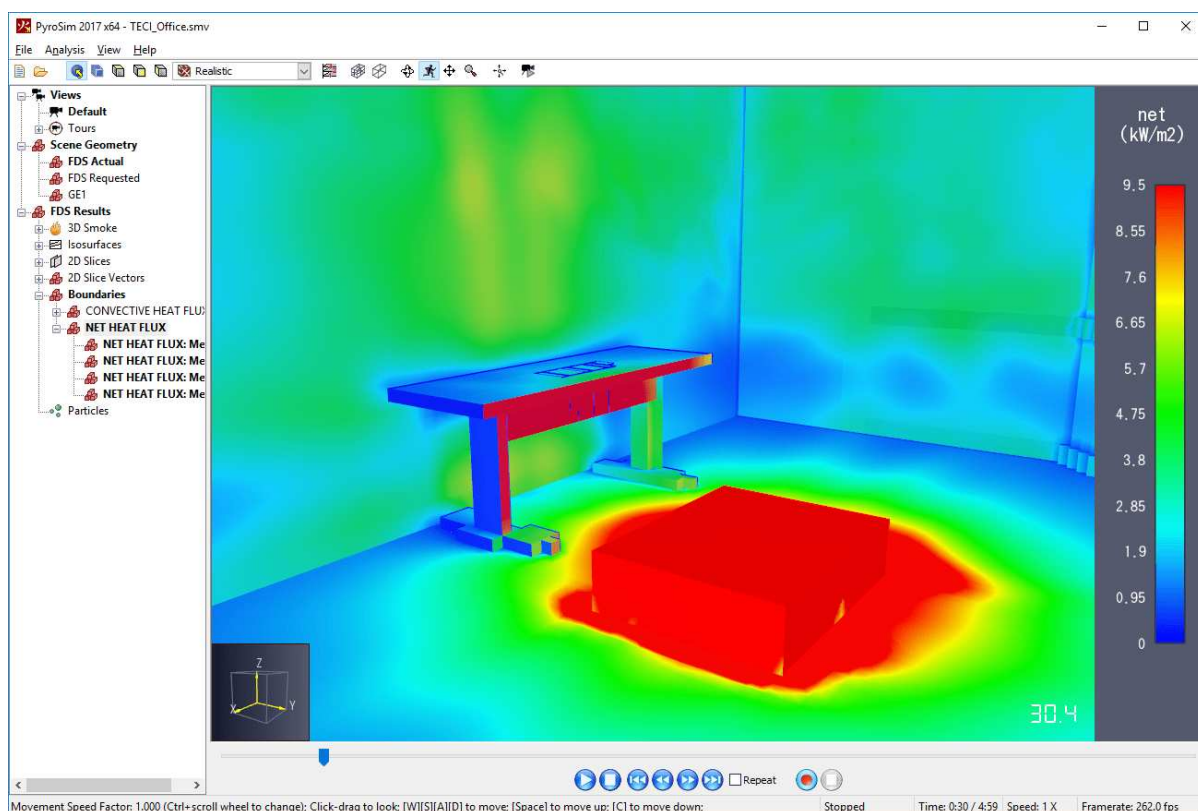 PyroSim 2017 x64 - TECI_Office.smv
File Analysis View Help
Realistic
Views
Default
Tours
Scene Geometry
FDS Actual
FDS Requested
GE1
FDS Results
3D Smoke
Isosurfaces
2D Slices
2D Slice Vectors
Boundaries
CONVECTIVE HEAT FLU
NET HEAT FLUX
NET HEAT FLUX: Me
NET HEAT FLUX: Me
NET HEAT FLUX: Me
NET HEAT FLUX: Me
Particles
net
(kW/m2)
9.5
8.55
7.6
6.65
5.7
4.75
3.8
2.85
1.9
0.95
0
Z
X Y
30.4
Repeat
Movement Speed Factor: 1.000 (Ctrl+scroll wheel to change); Click-drag to look; [W][S][A][D] to move; [Space] to move up; [C] to move down; Stopped Time: 0:30 / 4:59 Speed: 1 X Framerate: 262.0 fps